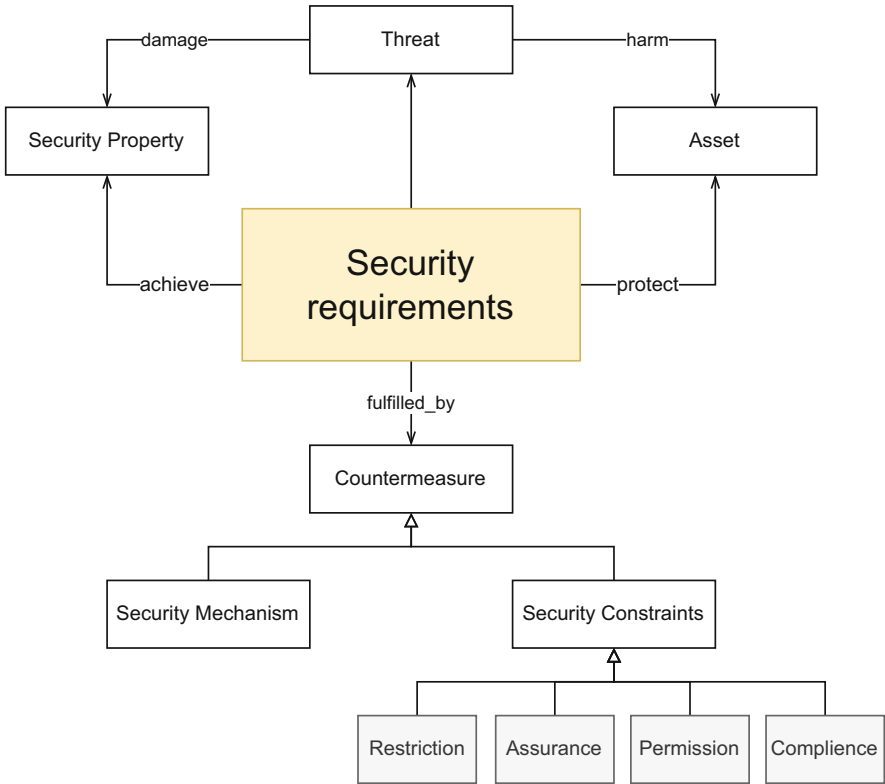 damage
Threat
harm
Security Property
Asset
Security
requirements
achieve
protect
fulfilled_by
Countermeasure
Security Mechanism
Security Constraints
Restriction
Assurance
Permission
Complience